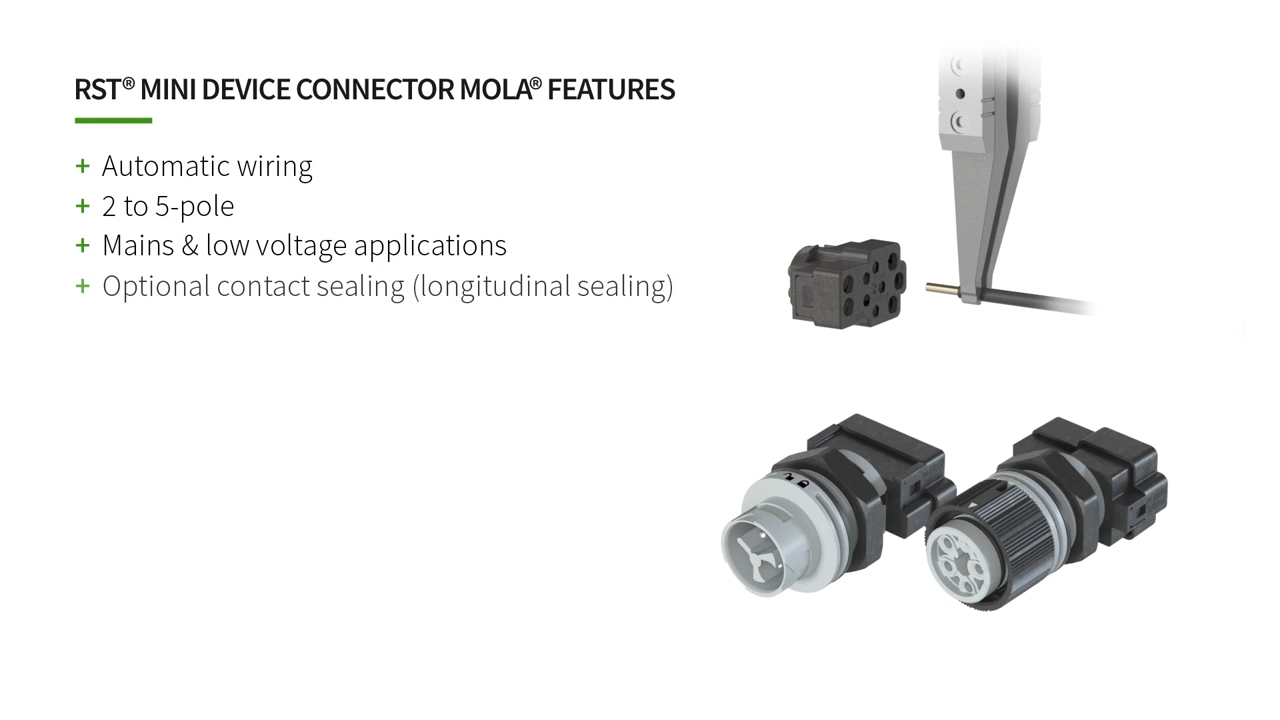 RST® MINI DEVICE CONNECTOR MOLA® FEATURES
+ Automatic wiring
+ 2 to 5-pole
+ Mains & low voltage applications
+ Optional contact sealing (longitudinal sealing)